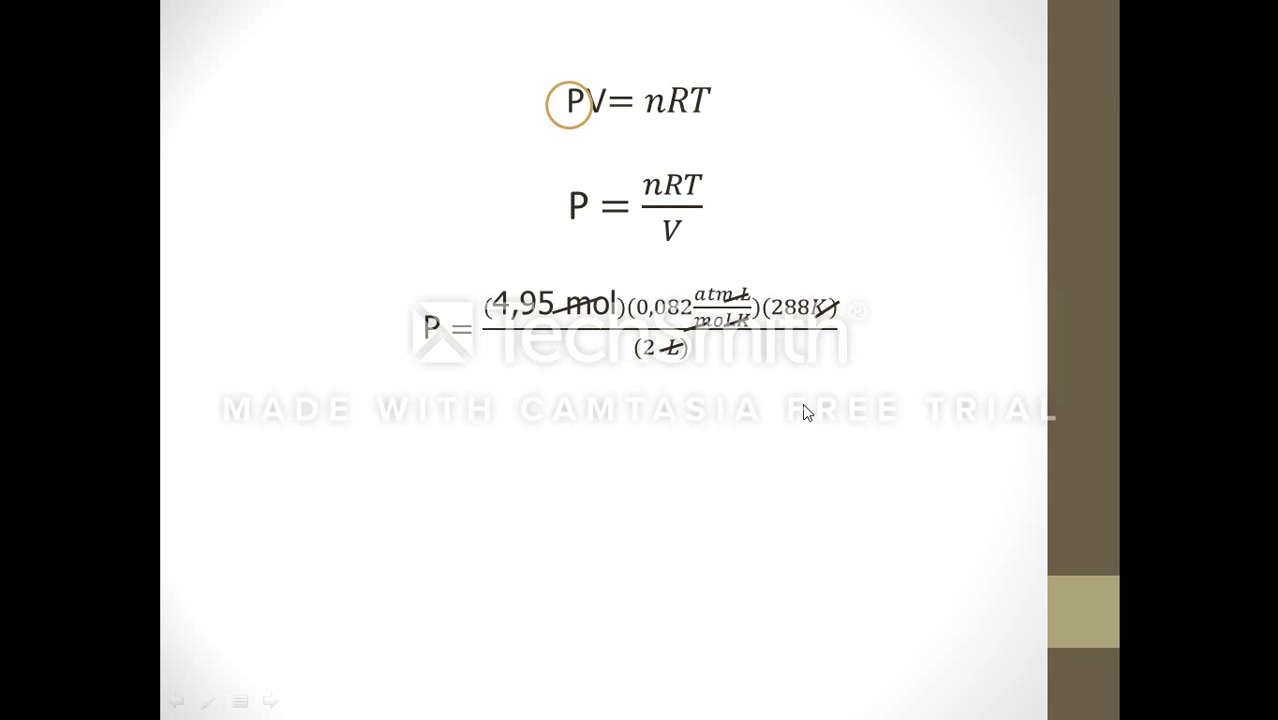 PV= nRT
P = nRT/V
P = (4,95 mol)(0,082 atm L/mol K)(288K)/(2 L)
TechSmith®
MADE WITH CAMTASIA FREE TRIAL